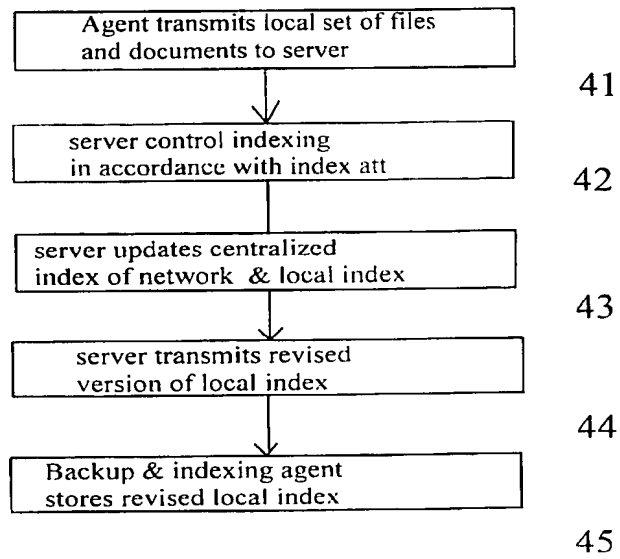 Agent transmits local set of files
and documents to server
41
server control indexing
in accordance with index att
42
server updates centralized
index of network & local index
43
server transmits revised
version of local index
44
Backup & indexing agent
stores revised local index
45